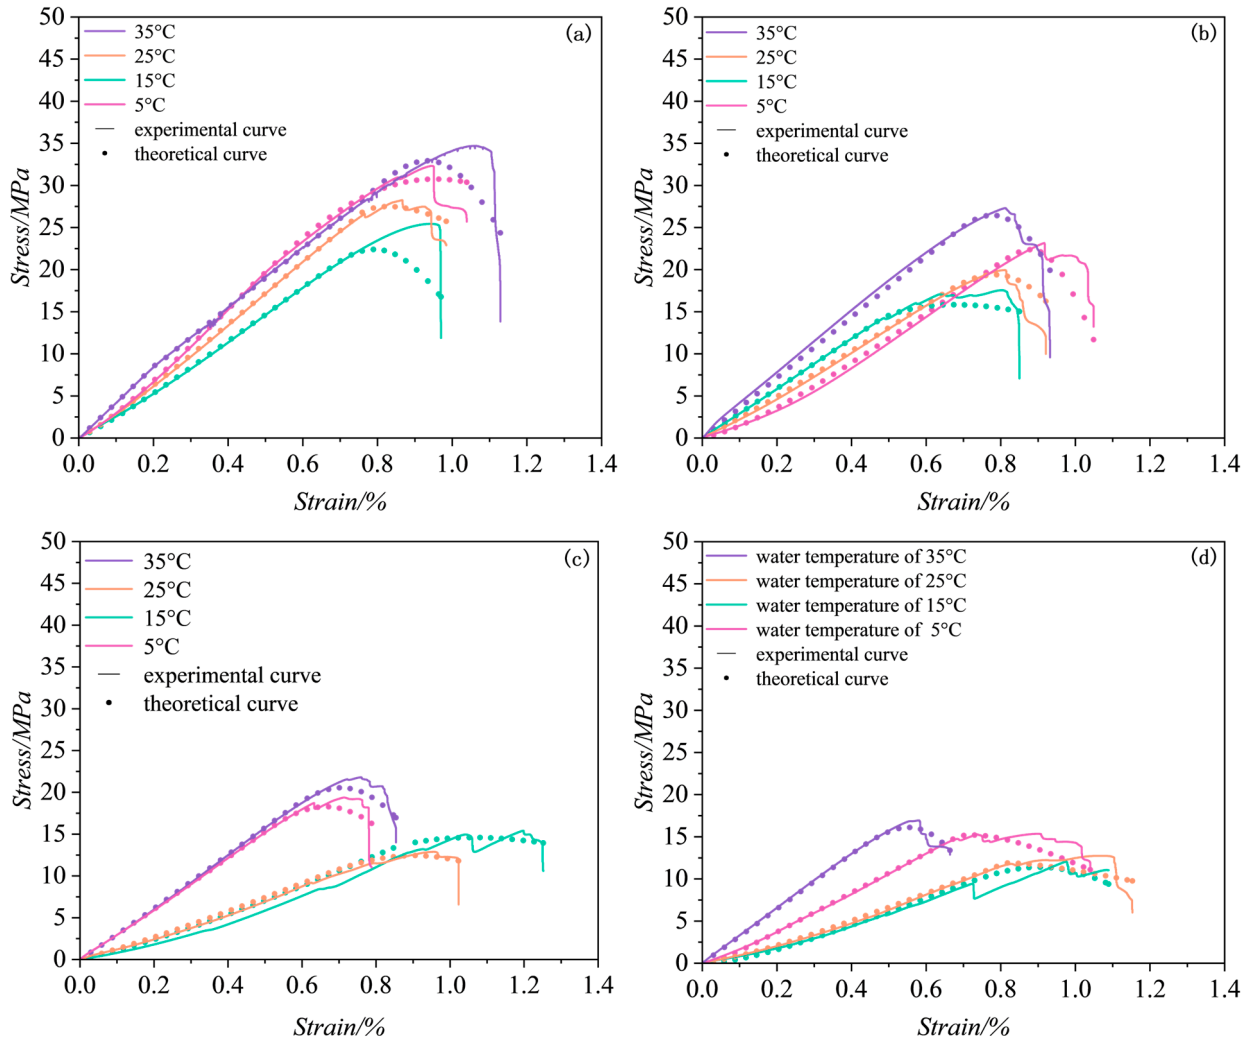 50
45
40
35
30
25
20
15
10
5
0
Stress/MPa
35°C
25°C
15°C
5°C
experimental curve
theoretical curve
(a)
0.0 0.2 0.4 0.6 0.8 1.0 1.2 1.4
Strain/%
50
45
40
35
30
25
20
15
10
5
0
Stress/MPa
35°C
25°C
15°C
5°C
experimental curve
theoretical curve
(b)
0.0 0.2 0.4 0.6 0.8 1.0 1.2 1.4
Strain/%
50
45
40
35
30
25
20
15
10
5
0
Stress/MPa
35°C
25°C
15°C
5°C
experimental curve
theoretical curve
(c)
0.0 0.2 0.4 0.6 0.8 1.0 1.2 1.4
Strain/%
50
45
40
35
30
25
20
15
10
5
0
Stress/MPa
water temperature of 35°C
water temperature of 25°C
water temperature of 15°C
water temperature of 5°C
experimental curve
theoretical curve
(d)
0.0 0.2 0.4 0.6 0.8 1.0 1.2 1.4
Strain/%